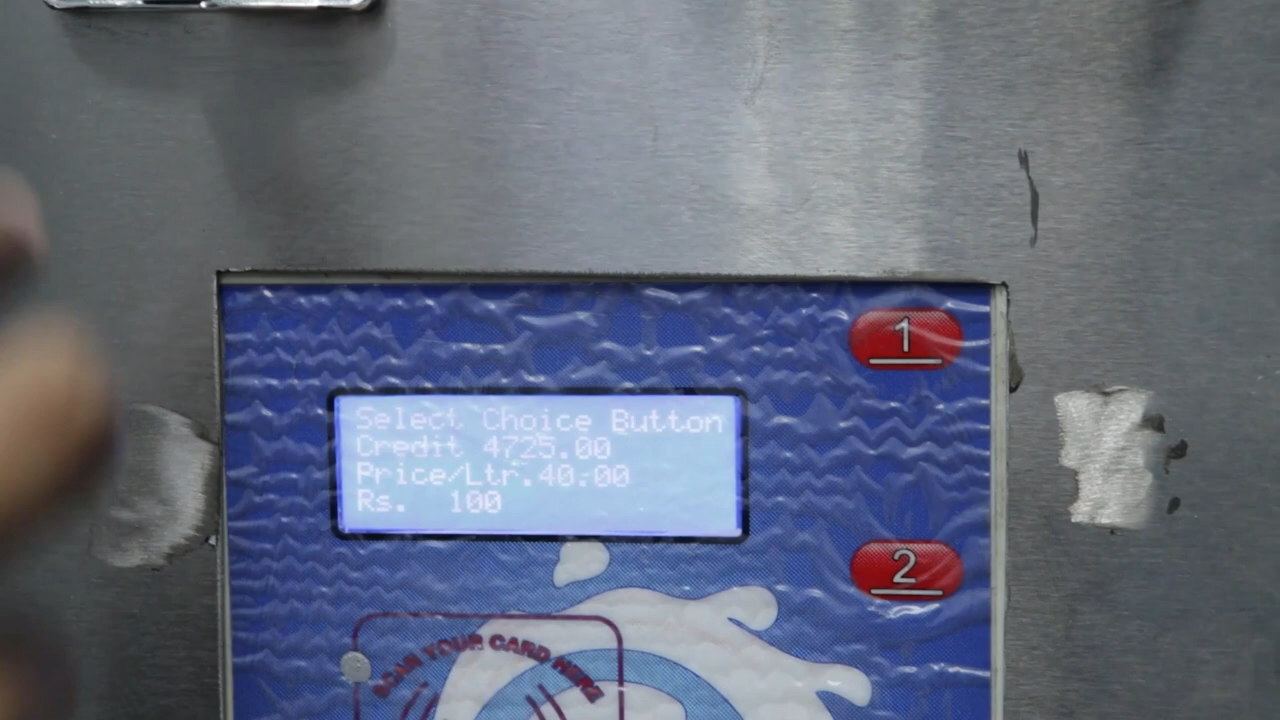 1
Select Choice Button
Credit 4725.00
Price/Ltr.40.00
Rs. 100
2
SCAN YOUR CARD HERE